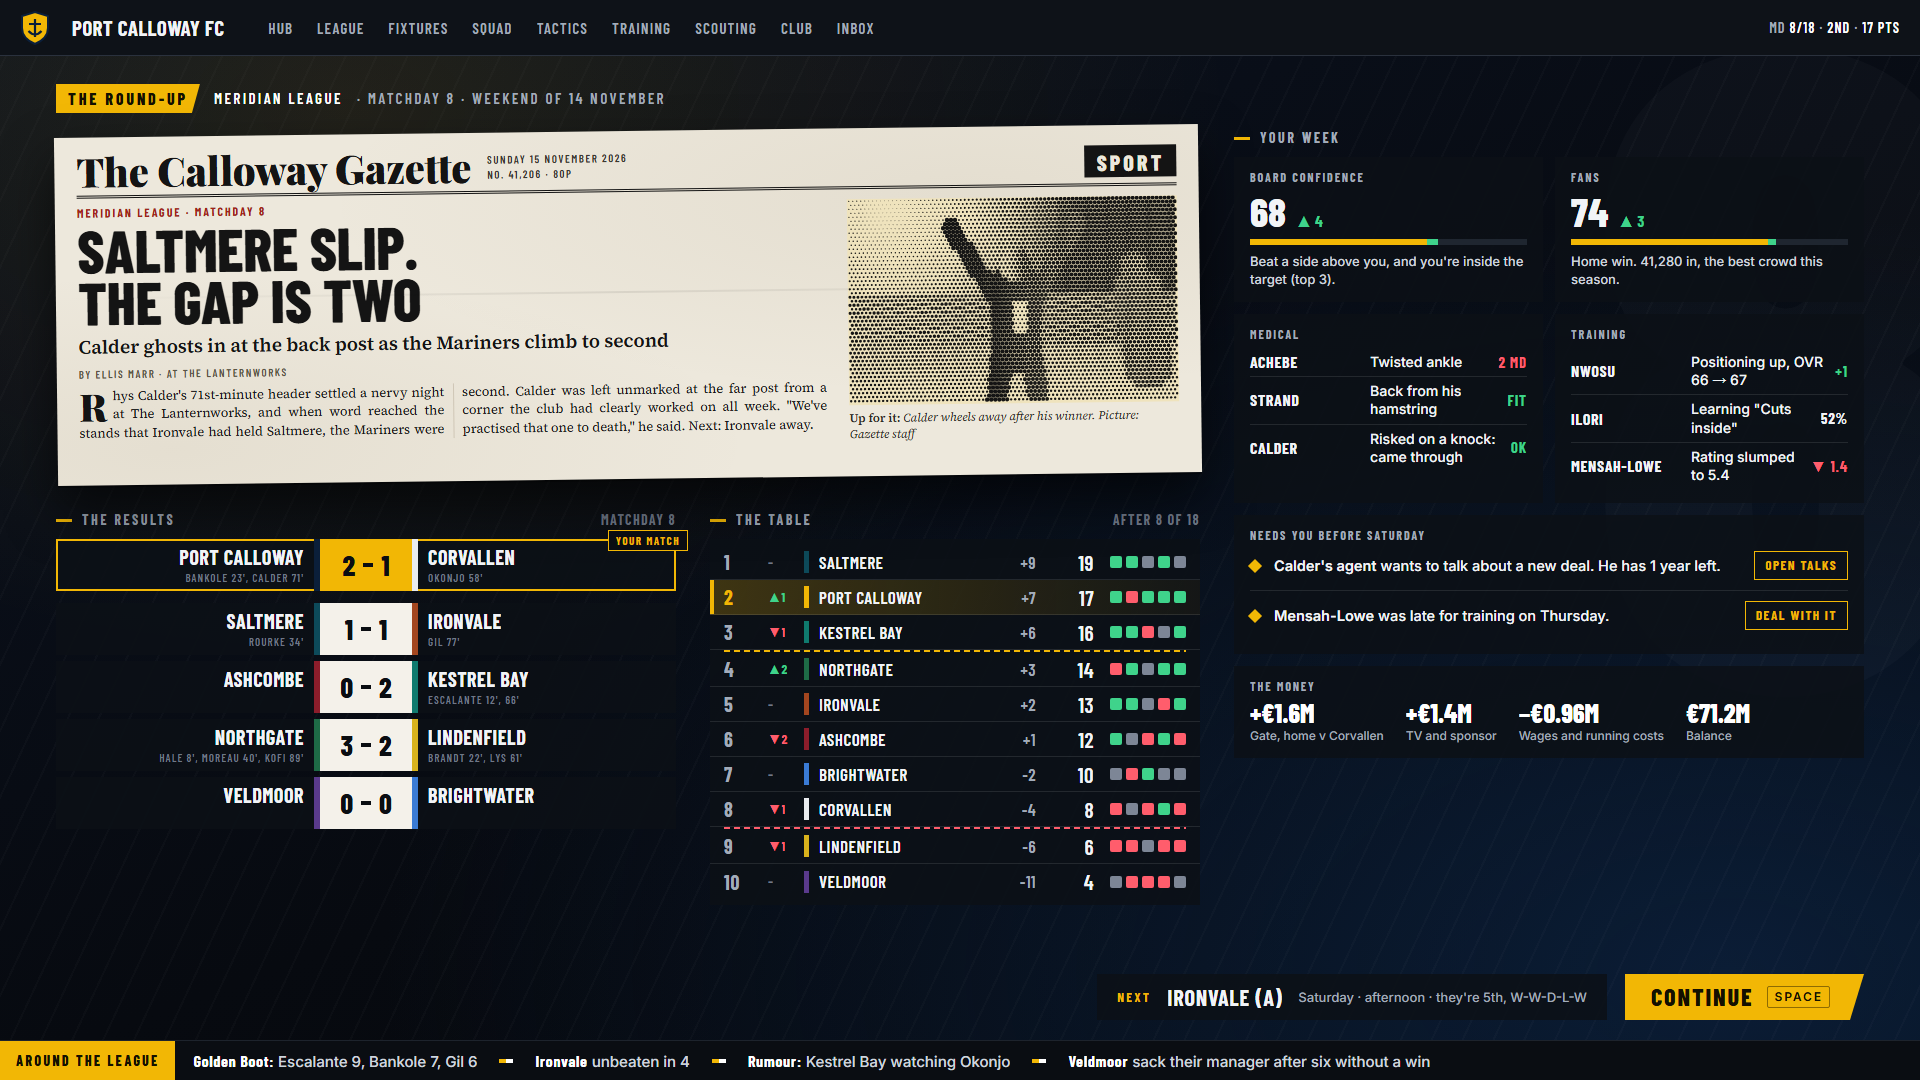 PORT CALLOWAY FC
HUB LEAGUE FIXTURES SQUAD TACTICS TRAINING SCOUTING CLUB INBOX
MD 8/18 · 2ND · 17 PTS
THE ROUND-UP MERIDIAN LEAGUE · MATCHDAY 8 · WEEKEND OF 14 NOVEMBER
The Calloway Gazette
SUNDAY 15 NOVEMBER 2026
NO. 41,206 · 80P
SPORT
MERIDIAN LEAGUE · MATCHDAY 8
SALTMERE SLIP.
THE GAP IS TWO
Calder ghosts in at the back post as the Mariners climb to second
BY ELLIS MARR · AT THE LANTERNWORKS
Rhys Calder's 71st-minute header settled a nervy night
at The Lanternworks, and when word reached the
stands that Ironvale had held Saltmere, the Mariners were
second. Calder was left unmarked at the far post from a
corner the club had clearly worked on all week. "We've
practised that one to death," he said. Next: Ironvale away.
Up for it: Calder wheels away after his winner. Picture:
Gazette staff
THE RESULTS MATCHDAY 8
YOUR MATCH
PORT CALLOWAY 2 – 1 CORVALLEN
BANKOLE 23', CALDER 71' OKONJO 58'
SALTMERE 1 – 1 IRONVALE
ROURKE 34' GIL 77'
ASHCOMBE 0 – 2 KESTREL BAY
ESCALANTE 12', 66'
NORTHGATE 3 – 2 LINDENFIELD
HALE 8', MOREAU 40', KOFI 89' BRANDT 22', LYS 61'
VELDMOOR 0 – 0 BRIGHTWATER
THE TABLE AFTER 8 OF 18
1 - SALTMERE +9 19
2 ▲1 PORT CALLOWAY +7 17
3 ▼1 KESTREL BAY +6 16
4 ▲2 NORTHGATE +3 14
5 - IRONVALE +2 13
6 ▼2 ASHCOMBE +1 12
7 - BRIGHTWATER -2 10
8 ▼1 CORVALLEN -4 8
9 ▼1 LINDENFIELD -6 6
10 - VELDMOOR -11 4
YOUR WEEK
BOARD CONFIDENCE
68 ▲ 4
Beat a side above you, and you're inside the
target (top 3).
FANS
74 ▲ 3
Home win. 41,280 in, the best crowd this
season.
MEDICAL
ACHEBE Twisted ankle 2 MD
STRAND Back from his
hamstring FIT
CALDER Risked on a knock:
came through OK
TRAINING
NWOSU Positioning up, OVR
66 → 67 +1
ILORI Learning "Cuts
inside" 52%
MENSAH-LOWE Rating slumped
to 5.4 ▼ 1.4
NEEDS YOU BEFORE SATURDAY
Calder's agent wants to talk about a new deal. He has 1 year left. OPEN TALKS
Mensah-Lowe was late for training on Thursday. DEAL WITH IT
THE MONEY
+€1.6M +€1.4M –€0.96M €71.2M
Gate, home v Corvallen TV and sponsor Wages and running costs Balance
NEXT IRONVALE (A) Saturday · afternoon · they're 5th, W-W-D-L-W
CONTINUE SPACE
AROUND THE LEAGUE Golden Boot: Escalante 9, Bankole 7, Gil 6 Ironvale unbeaten in 4 Rumour: Kestrel Bay watching Okonjo Veldmoor sack their manager after six without a win